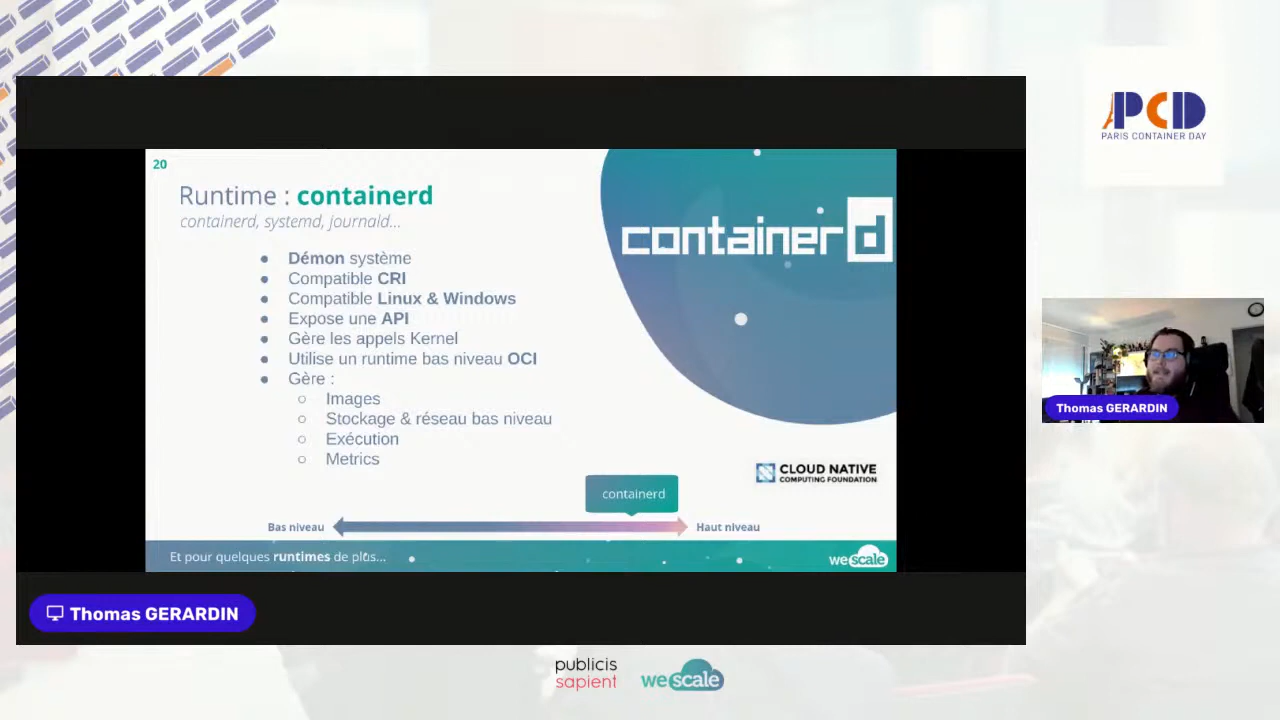 PCD
PARIS CONTAINER DAY
20
Runtime : containerd
containerd, systemd, journald...
containerd
● Démon système
● Compatible CRI
● Compatible Linux & Windows
● Expose une API
● Gère les appels Kernel
● Utilise un runtime bas niveau OCI
● Gère :
○ Images
○ Stockage & réseau bas niveau
○ Exécution
○ Metrics
CLOUD NATIVE
COMPUTING FOUNDATION
containerd
Bas niveau
Haut niveau
Et pour quelques runtimes de plus...
wescale
Thomas GERARDIN
Thomas GERARDIN
publicis
sapient
wescale